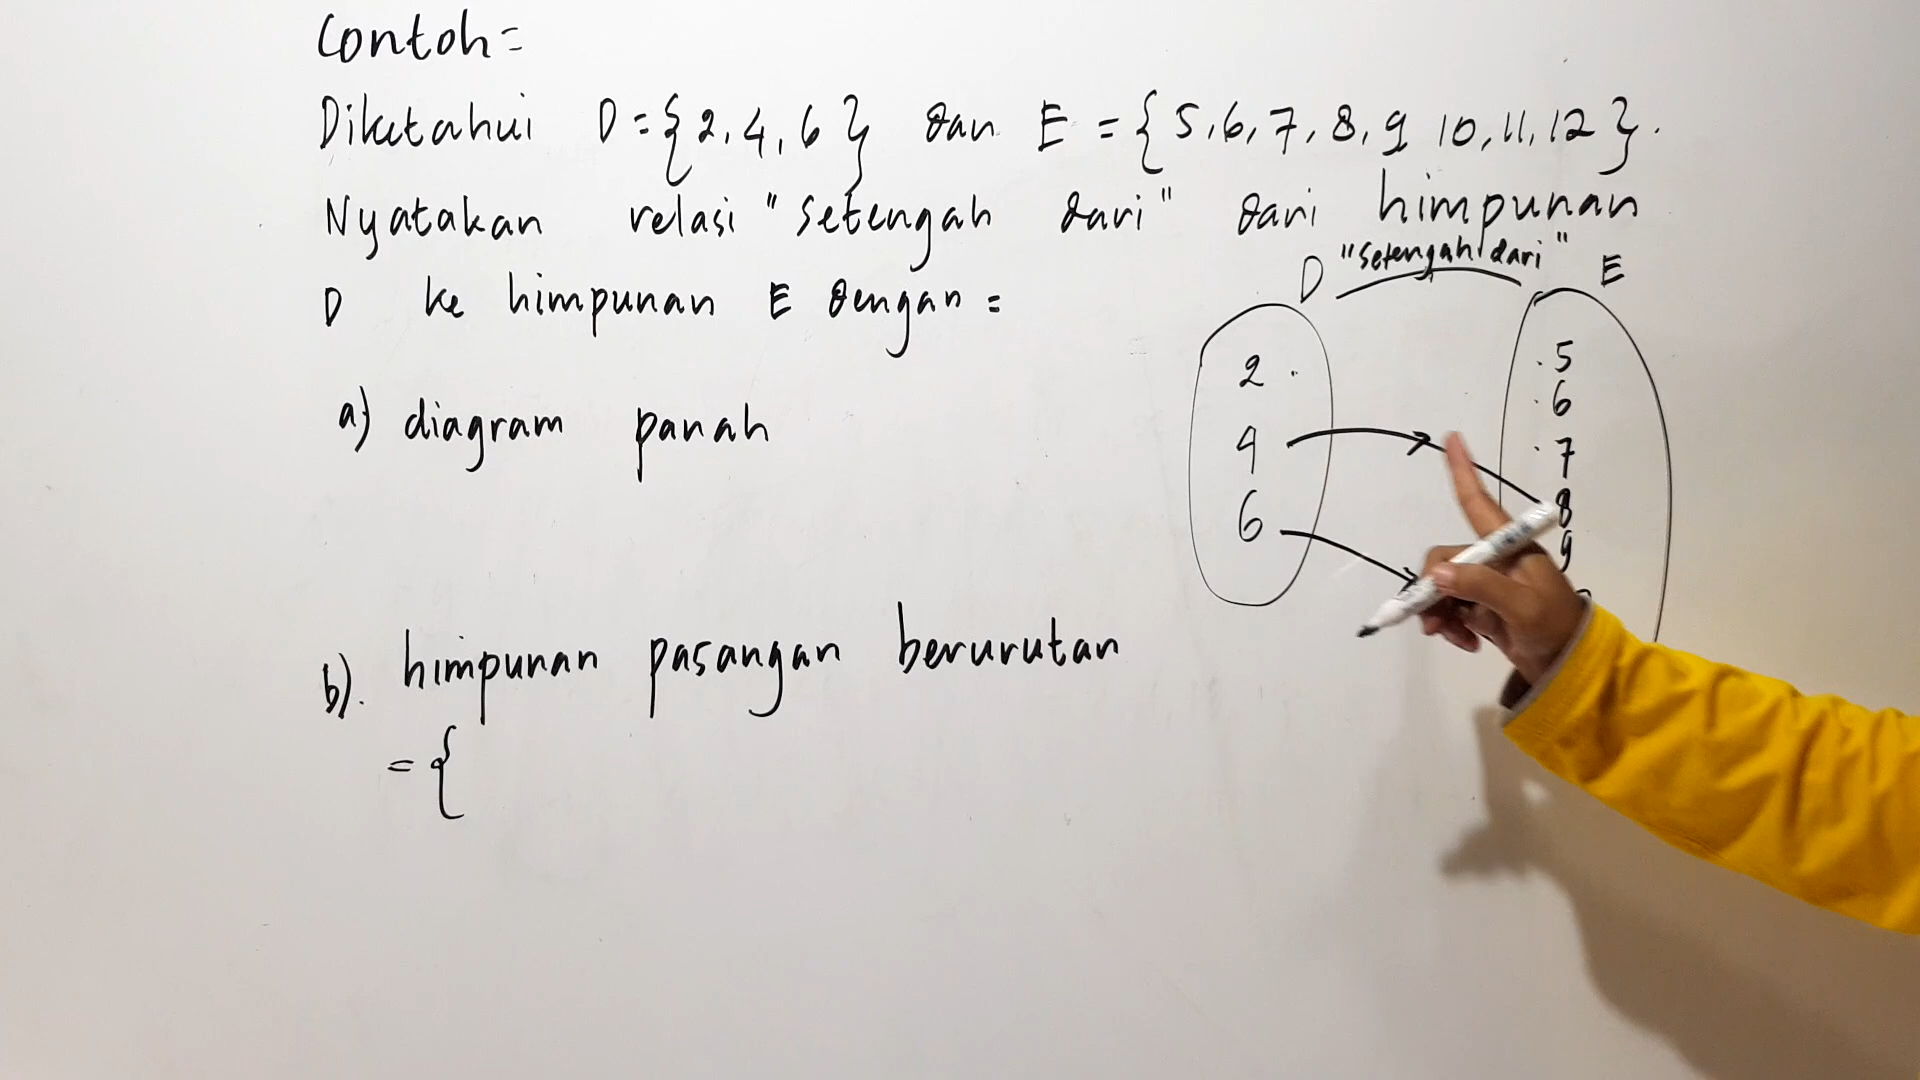 Contoh =
Diketahui D = { 2, 4, 6 } dan E = { 5, 6, 7, 8, 9 10, 11, 12 }.
Nyatakan relasi "Setengah dari" dari himpunan
D ke himpunan E dengan =
a) diagram panah
D "Setengah dari" E
2
4
6
5
6
7
8
9
b). himpunan pasangan berurutan
= {